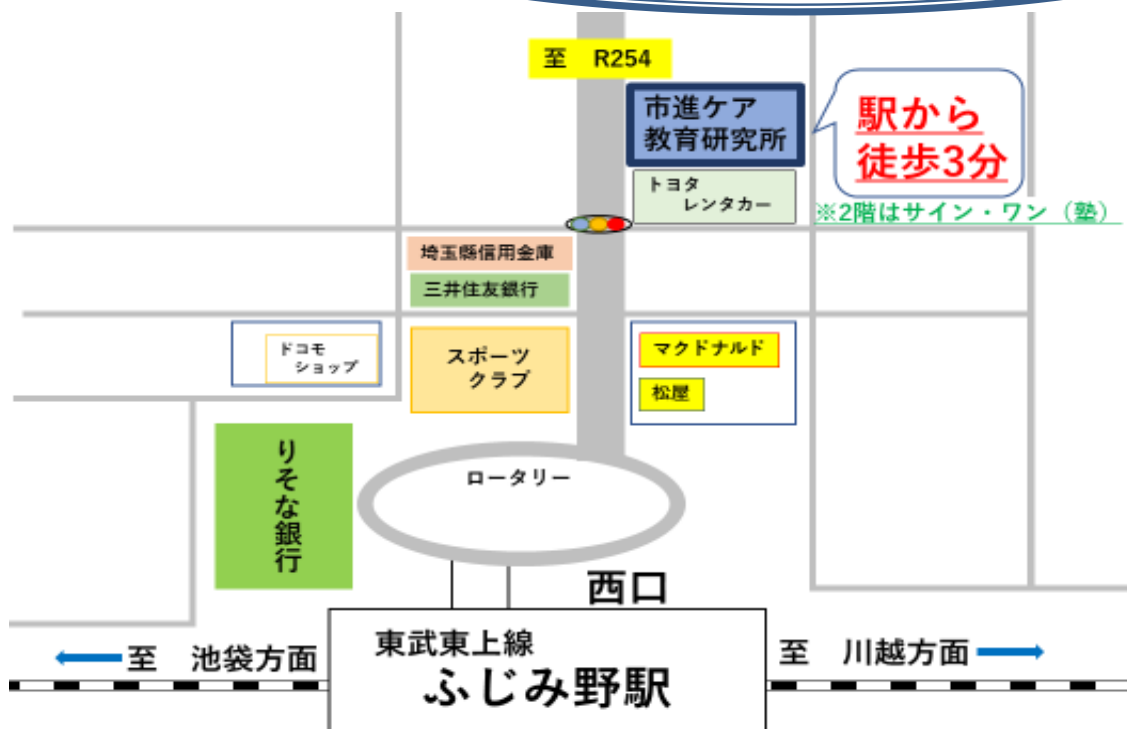 至　R254
市進ケア
教育研究所
駅から
徒歩3分
トヨタ
レンタカー
※2階はサイン・ワン（塾）
埼玉縣信用金庫
三井住友銀行
ドコモ
ショップ
スポーツ
クラブ
マクドナルド
松屋
りそな銀行
ロータリー
西口
東武東上線
ふじみ野駅
至　池袋方面
至　川越方面